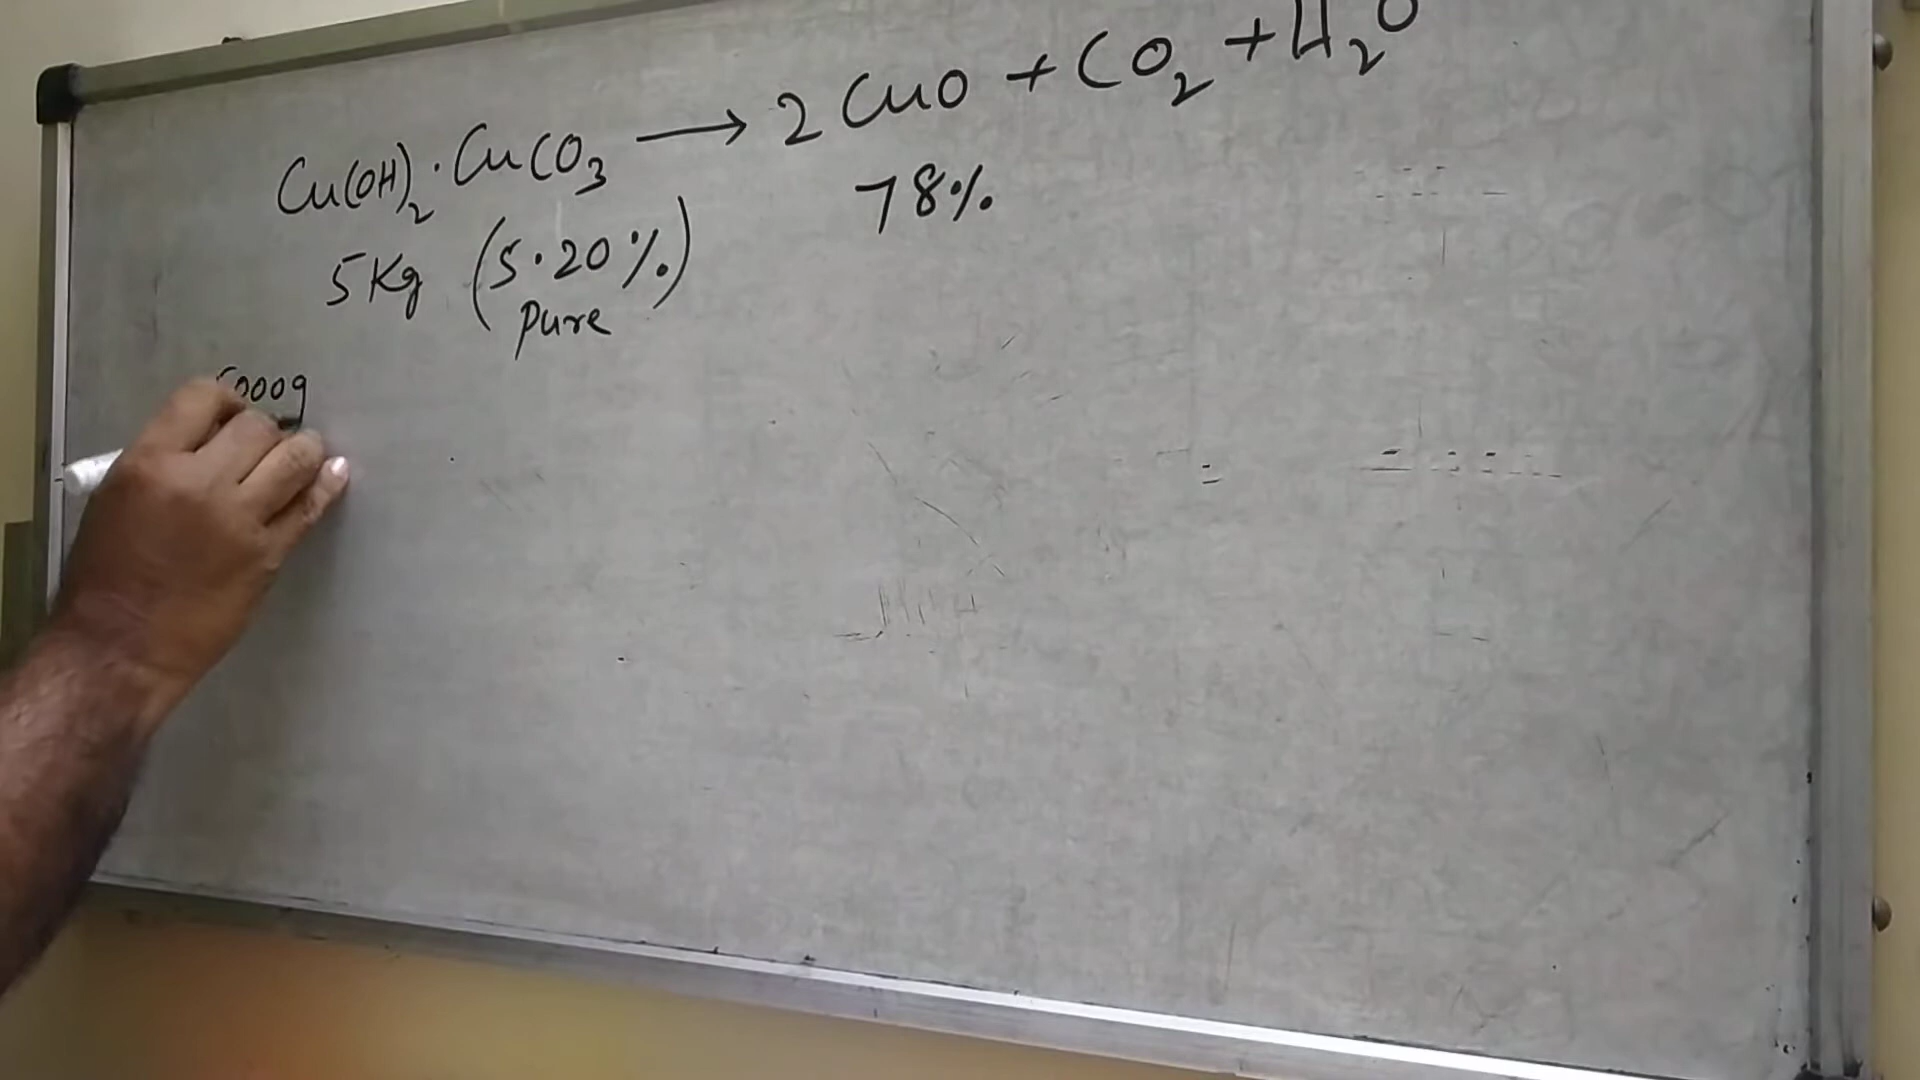 Cu(OH)₂·CuCO₃ → 2 CuO + CO₂ + H₂O
5Kg (5·20%) 78%
pure
5000g